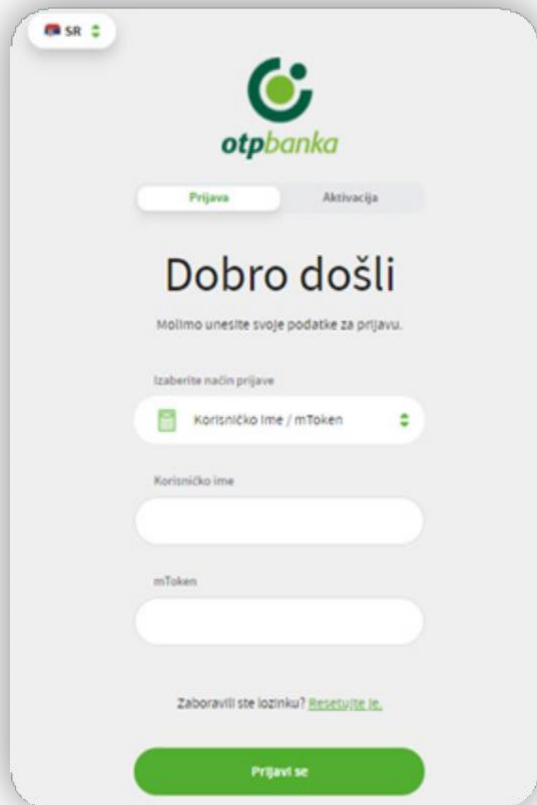 SR
otpbanka
Prijava Aktivacija
Dobro došli
Molimo unesite svoje podatke za prijavu.
Izaberite način prijave
Korisničko ime / mToken
Korisničko ime
mToken
Zaboravili ste lozinku? Resetujte je.
Prijavi se